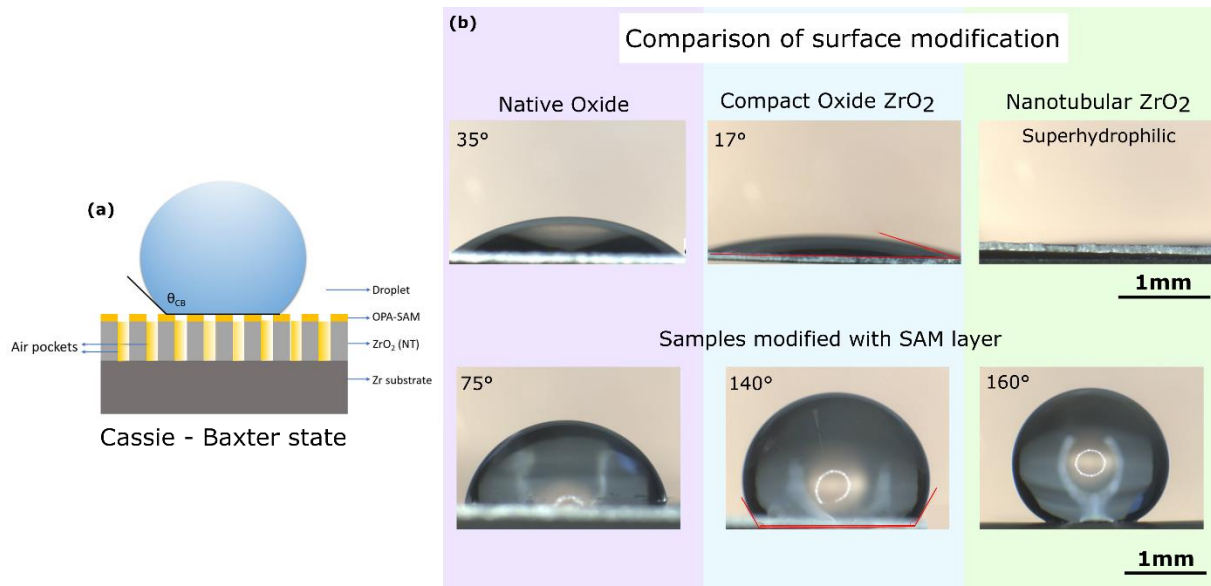 (a)
θCB
Droplet
OPA-SAM
Air pockets
ZrO2 (NT)
Zr substrate
Cassie - Baxter state
(b)
Comparison of surface modification
Native Oxide
Compact Oxide ZrO2
Nanotubular ZrO2
35°
17°
Superhydrophilic
1mm
Samples modified with SAM layer
75°
140°
160°
1mm